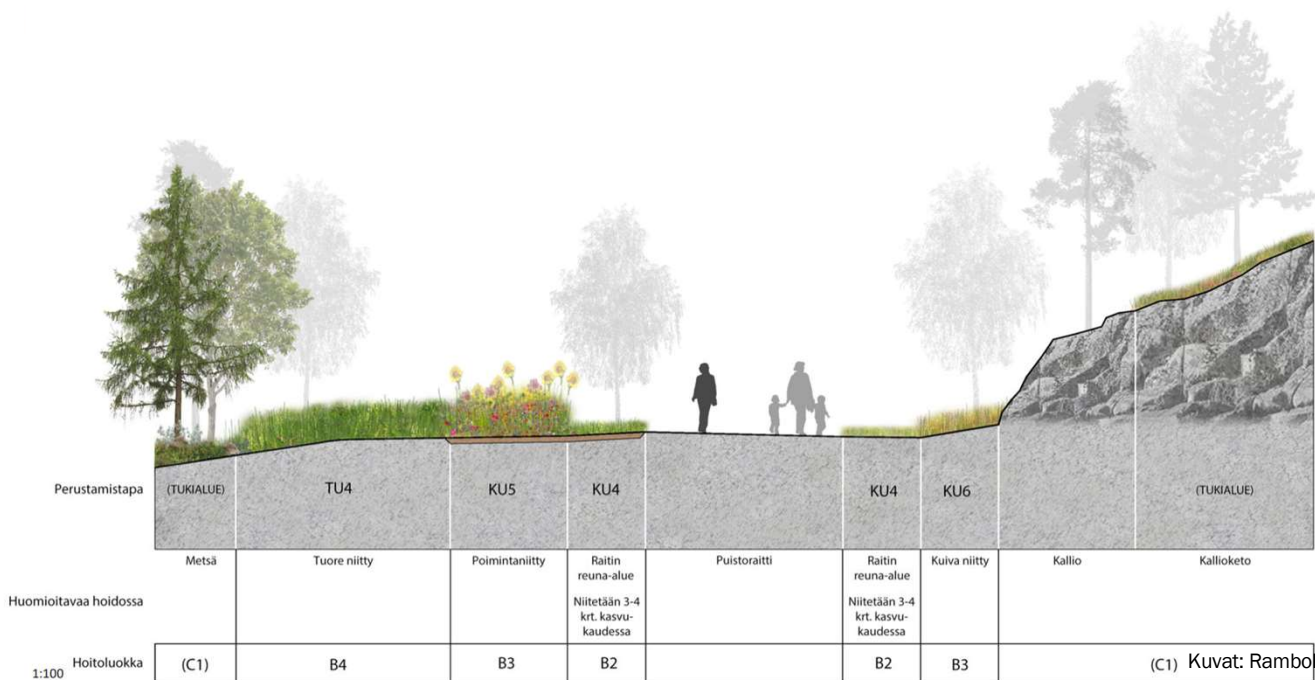 Perustamistapa (TUKIALUE) TU4 KU5 KU4 KU4 KU6 (TUKIALUE)
Metsä Tuore niitty Poimintaniitty Raitin Puistoraitti Raitin Kuiva niitty Kallio Kallioketo
reuna-alue reuna-alue
Huomioitavaa hoidossa Niitetään 3-4 Niitetään 3-4
krt. kasvu- krt. kasvu-
kaudessa kaudessa
1:100 Hoitoluokka (C1) B4 B3 B2 B2 B3 (C1) Kuvat: Rambol